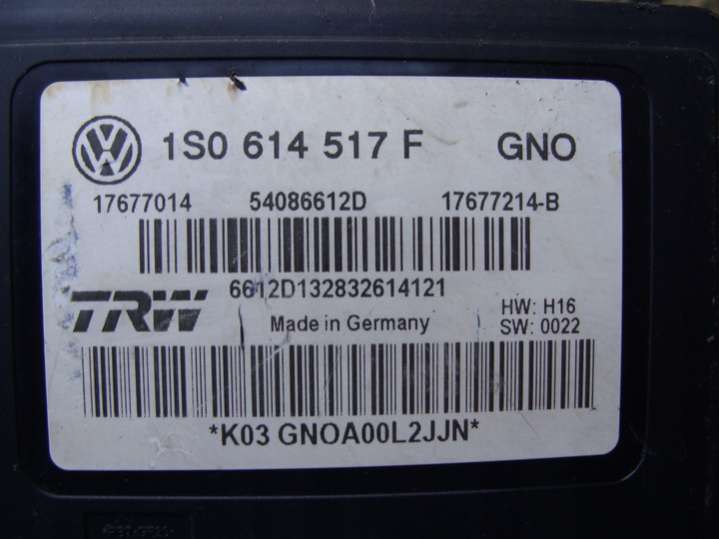 1S0 614 517 F GNO
17677014 54086612D 17677214-B
6612D132832614121
TRW
Made in Germany
HW: H16
SW: 0022
*K03 GNOA00L2JJN*